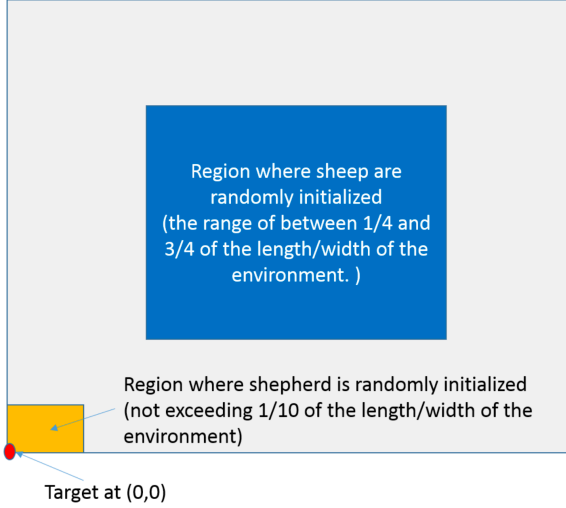 Region where sheep are
randomly initialized
(the range of between 1/4 and
3/4 of the length/width of the
environment. )
Region where shepherd is randomly initialized
(not exceeding 1/10 of the length/width of the
environment)
Target at (0,0)